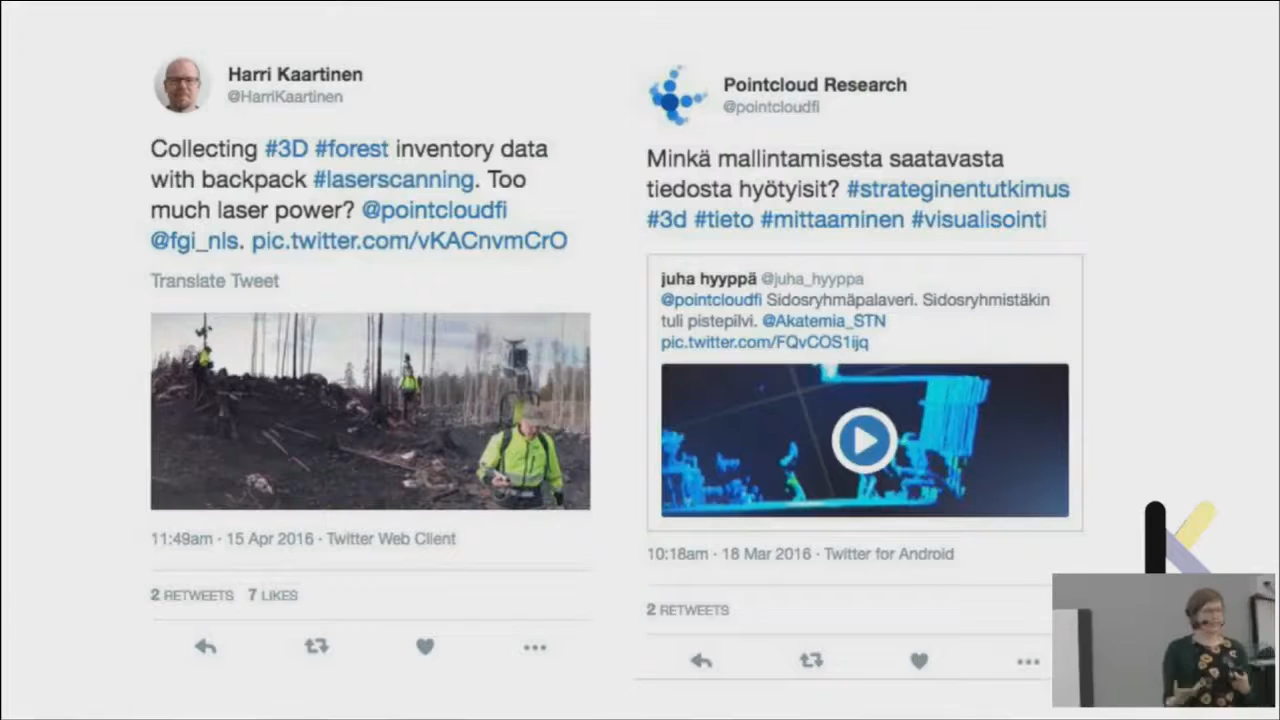 Harri Kaartinen
@HarriKaartinen
Collecting #3D #forest inventory data
with backpack #laserscanning. Too
much laser power? @pointcloudfi
@fgi_nls. pic.twitter.com/vKACnvmCrO
Translate Tweet
11:49am · 15 Apr 2016 · Twitter Web Client
2 RETWEETS 7 LIKES
Pointcloud Research
@pointcloudfi
Minkä mallintamisesta saatavasta
tiedosta hyötyisit? #strateginentutkimus
#3d #tieto #mittaaminen #visualisointi
juha hyyppä @juha_hyyppa
@pointcloudfi Sidosryhmäpalaveri. Sidosryhmistäkin
tuli pistepilvi. @Akatemia_STN
pic.twitter.com/FQvCOS1ijq
10:18am · 18 Mar 2016 · Twitter for Android
2 RETWEETS